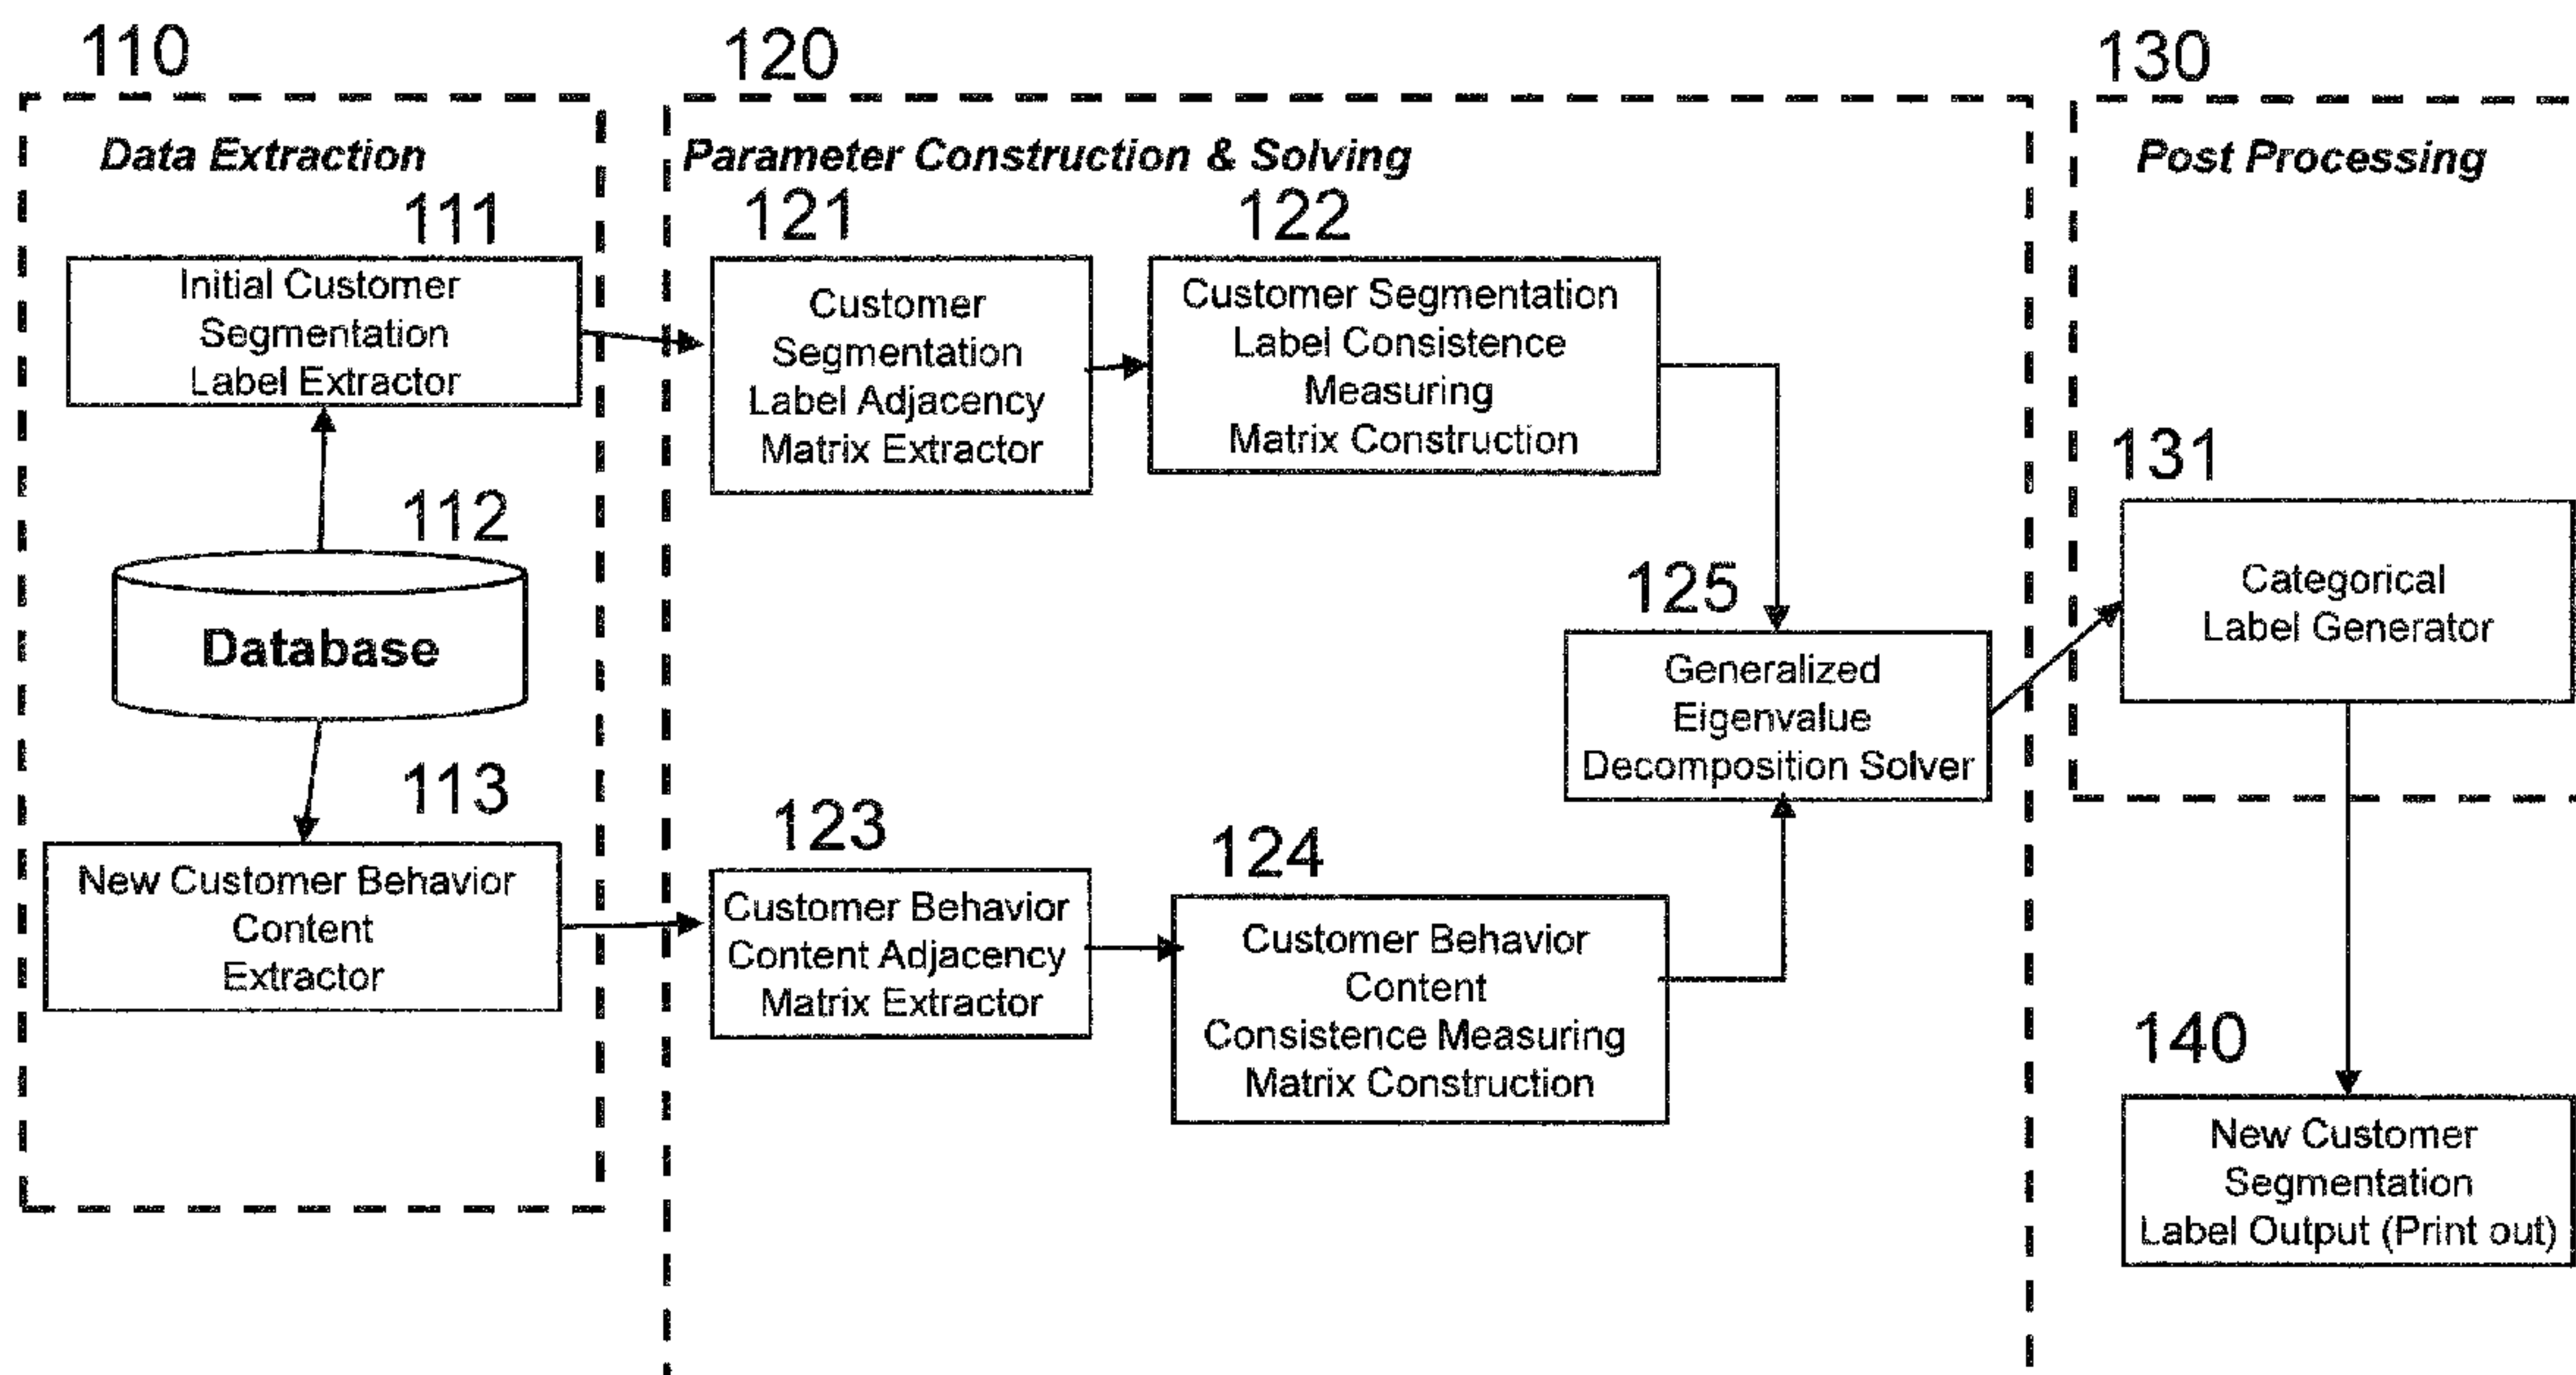 110
120
130
Data Extraction
Parameter Construction & Solving
Post Processing
111
Initial Customer
Segmentation
Label Extractor
112
Database
113
New Customer Behavior
Content
Extractor
121
Customer
Segmentation
Label Adjacency
Matrix Extractor
122
Customer Segmentation
Label Consistence
Measuring
Matrix Construction
123
Customer Behavior
Content Adjacency
Matrix Extractor
124
Customer Behavior
Content
Consistence Measuring
Matrix Construction
125
Generalized
Eigenvalue
Decomposition Solver
131
Categorical
Label Generator
140
New Customer
Segmentation
Label Output (Print out)